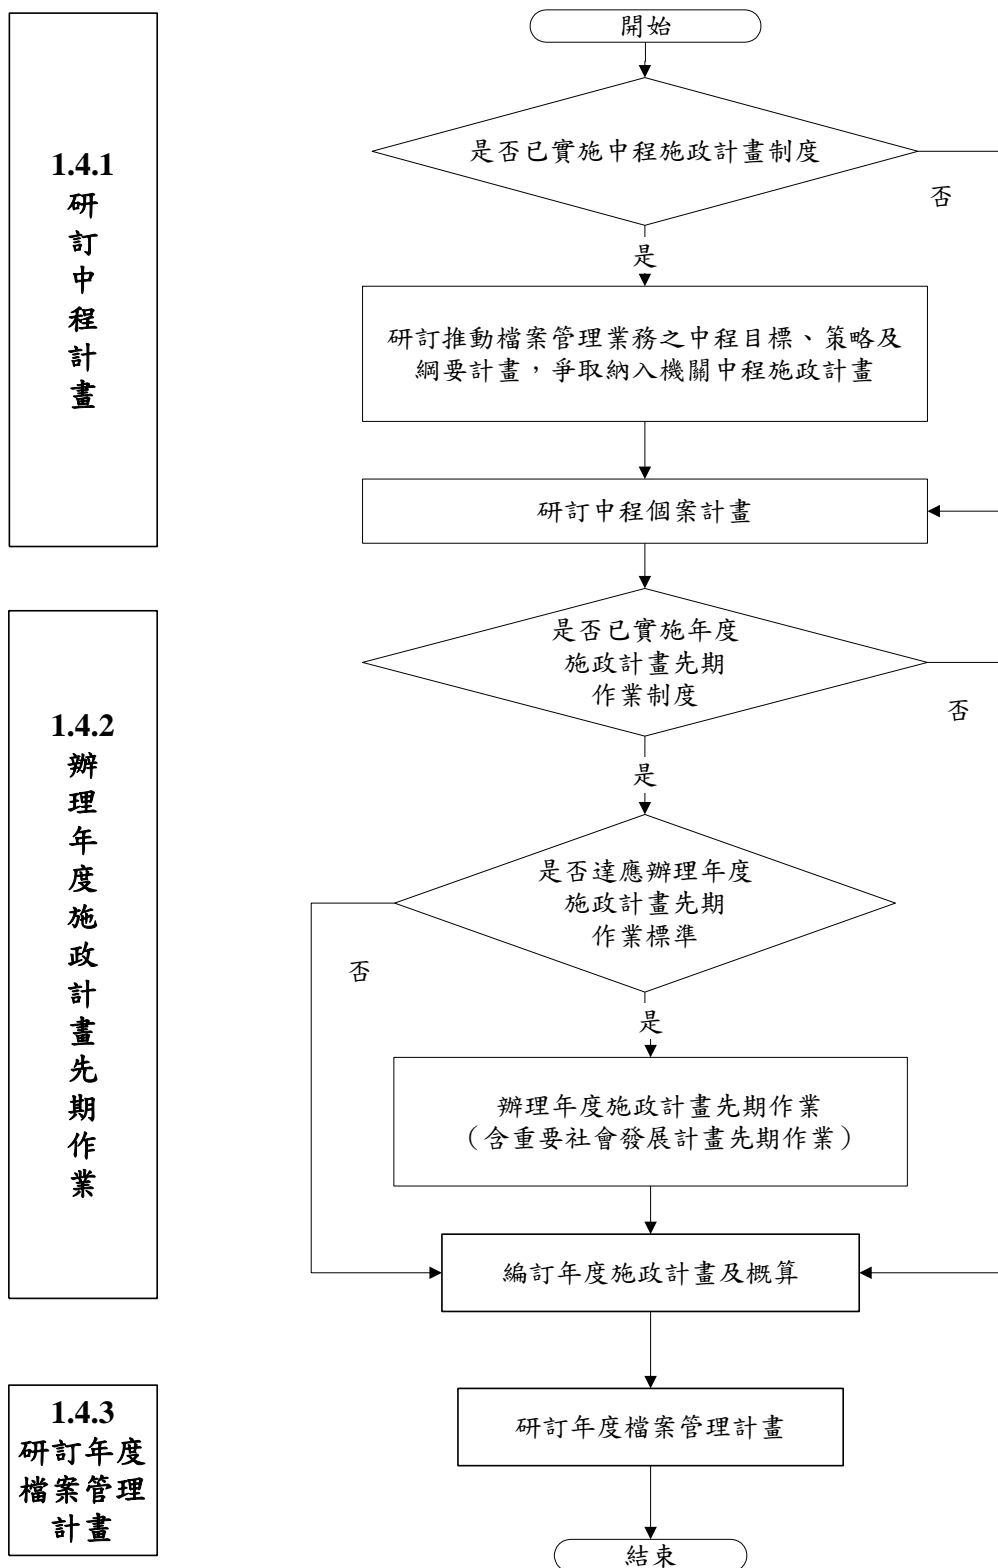 1.4.1
研
訂
中
程
計
畫
開始
是否已實施中程施政計畫制度
否
是
研訂推動檔案管理業務之中程目標、策略及
綱要計畫，爭取納入機關中程施政計畫
研訂中程個案計畫
1.4.2
辦
理
年
度
施
政
計
畫
先
期
作
業
是否已實施年度
施政計畫先期
作業制度
否
是
是否達應辦理年度
施政計畫先期
作業標準
否
是
辦理年度施政計畫先期作業
（含重要社會發展計畫先期作業）
編訂年度施政計畫及概算
1.4.3
研訂年度
檔案管理
計畫
研訂年度檔案管理計畫
結束